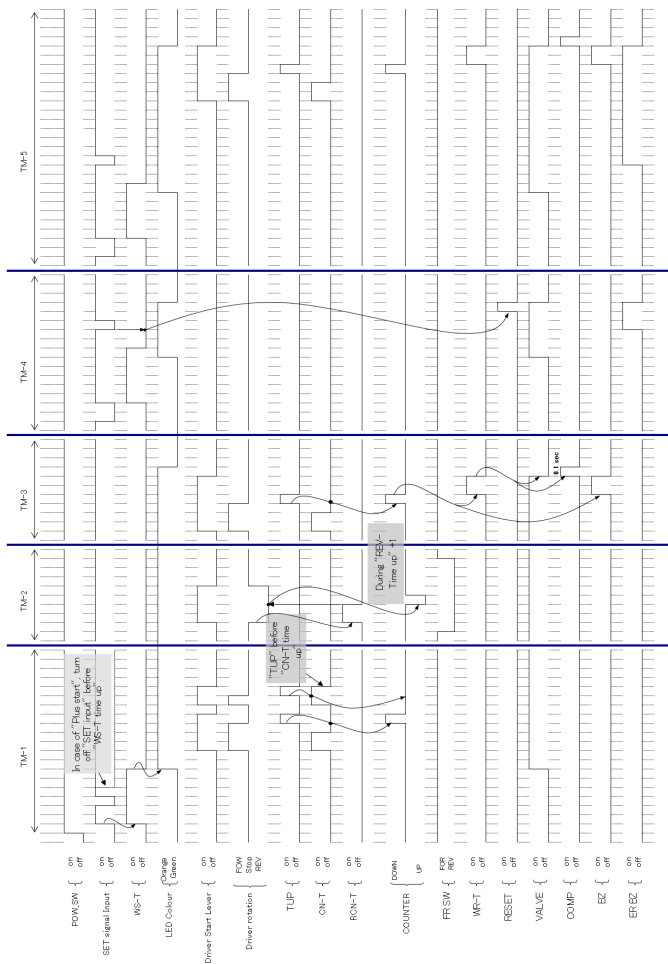 TM-1
TM-2
TM-3
TM-4
TM-5
POW_SW
on
off
SET signal Input
on
off
WS-T
on
off
LED Colour
Orange
Green
Driver Start Lever
on
off
Driver rotation
FOW
Stop
REV
TUP
on
off
CN-T
on
off
RCN-T
on
off
COUNTER
DOWN
UP
FR SW
FOR
REV
WR-T
on
off
RESET
on
off
VALVE
on
off
COMP
on
off
BZ
on
off
ER BZ
on
off
In case of "Plus start", turn
off "SET input" before
"WS-T time up".
"TUP" before
"CN-T time
up"
During "REV-
Time up" +1
0.1 sec